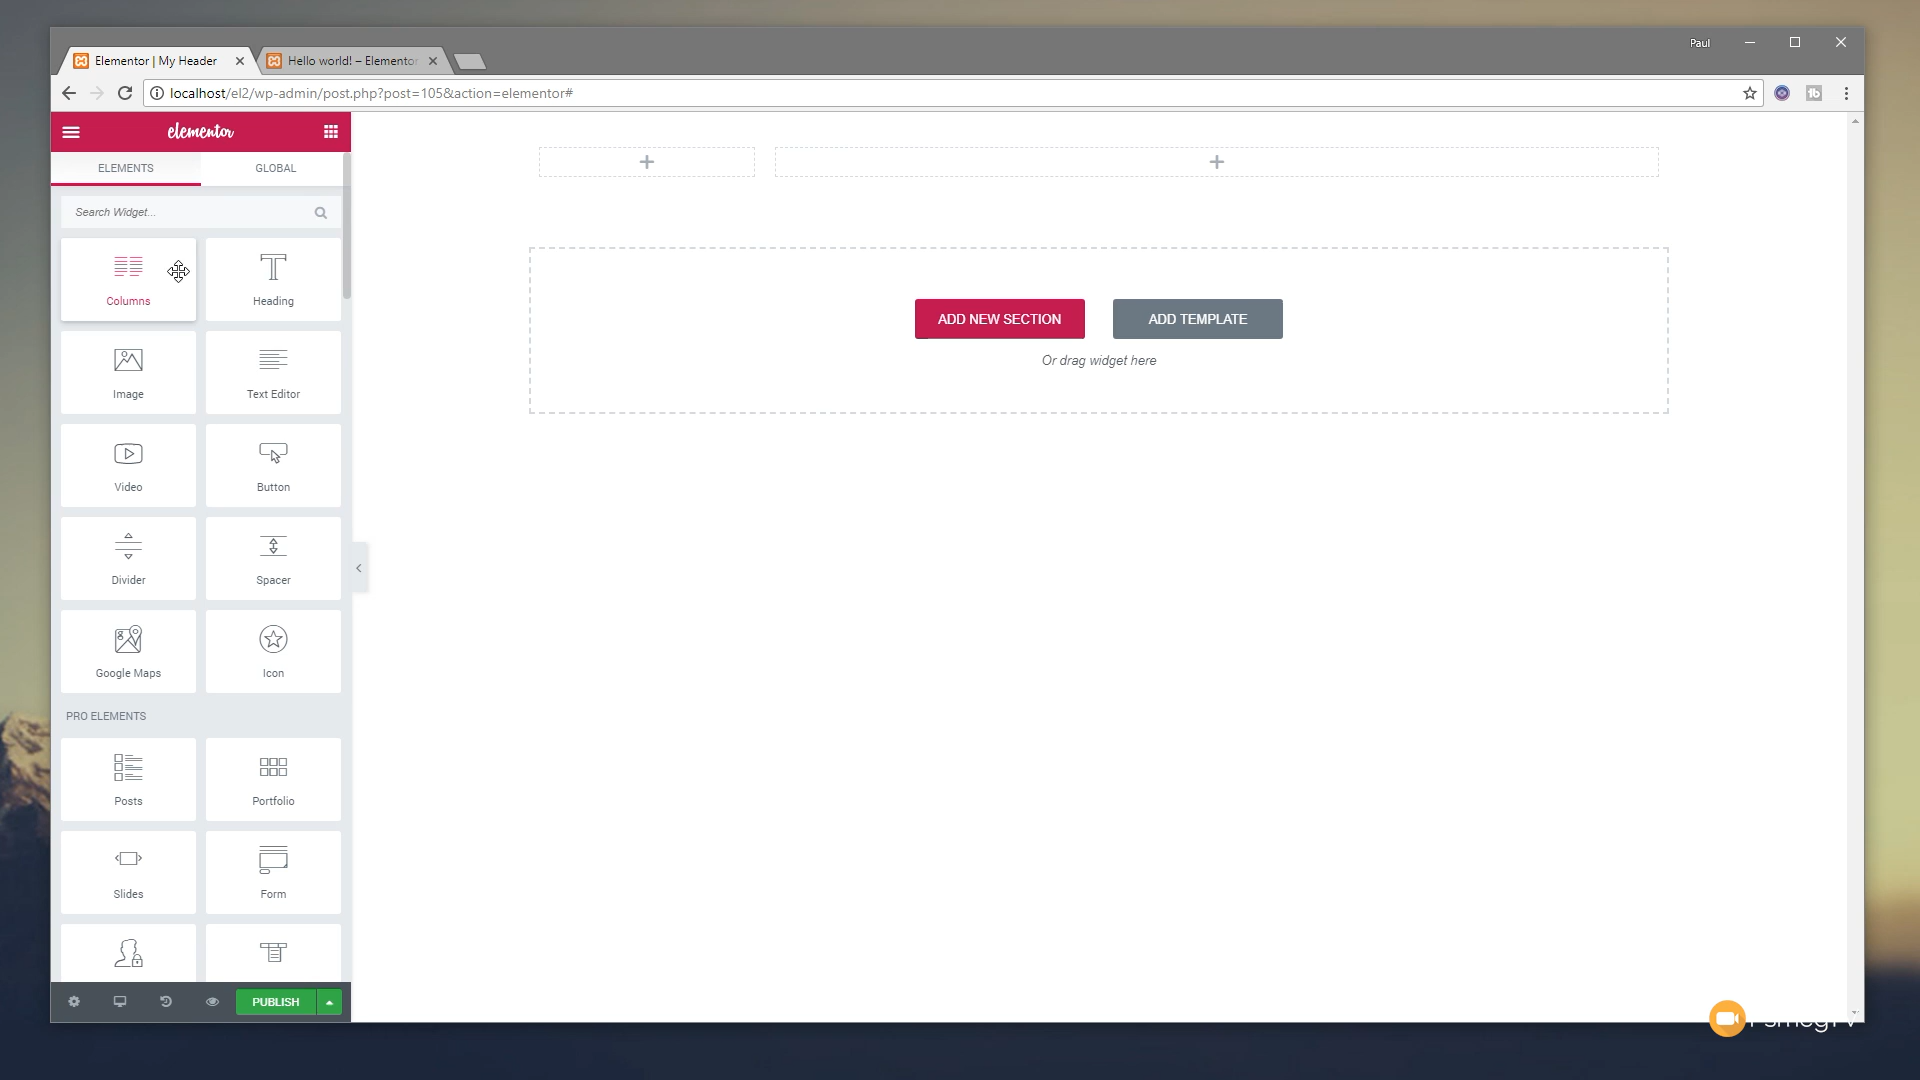 Paul
Elementor | My Header
Hello world! – Elementor
localhost/el2/wp-admin/post.php?post=105&action=elementor#
elementor
ELEMENTS
GLOBAL
Search Widget...
Columns
Heading
Image
Text Editor
Video
Button
Divider
Spacer
Google Maps
Icon
PRO ELEMENTS
Posts
Portfolio
Slides
Form
PUBLISH
ADD NEW SECTION
ADD TEMPLATE
Or drag widget here